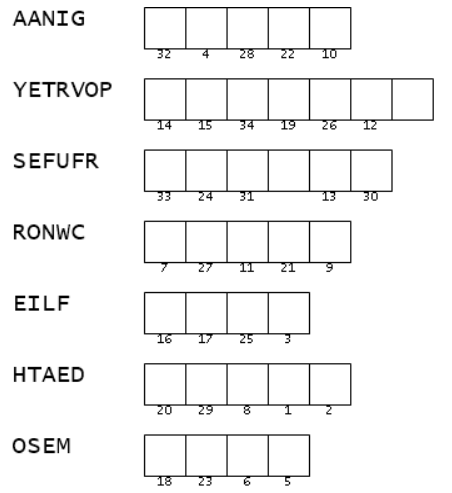 AANIG
32 4 28 22 10
YETRVOP
14 15 34 19 26 12
SEFUFR
33 24 31 13 30
RONWC
7 27 11 21 9
EILF
16 17 25 3
HTAED
20 29 8 1 2
OSEM
18 23 6 5